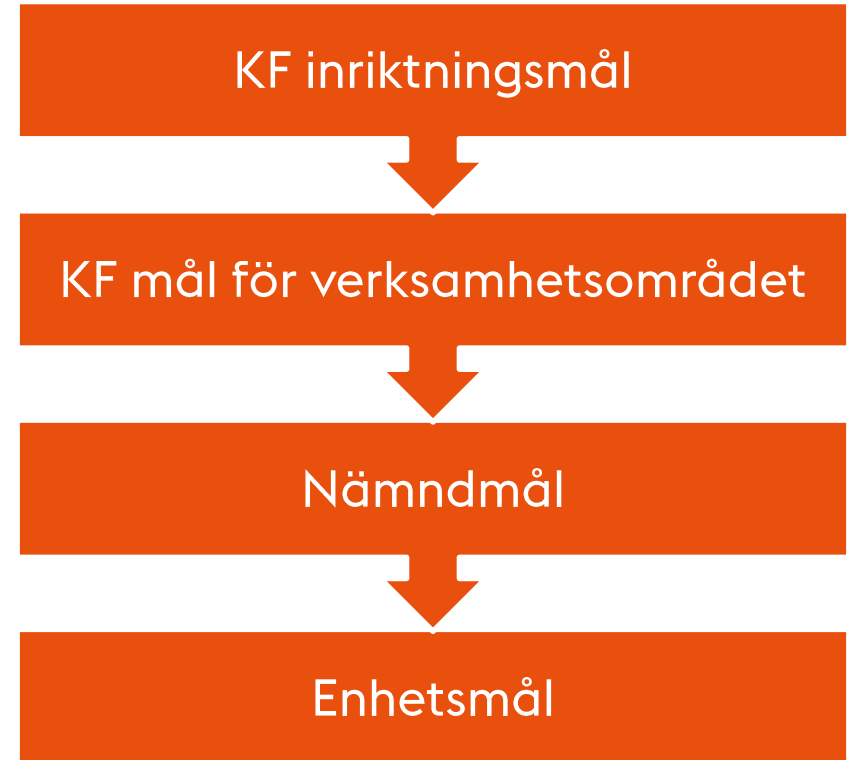 KF inriktningsmål
KF mål för verksamhetsområdet
Nämndmål
Enhetsmål